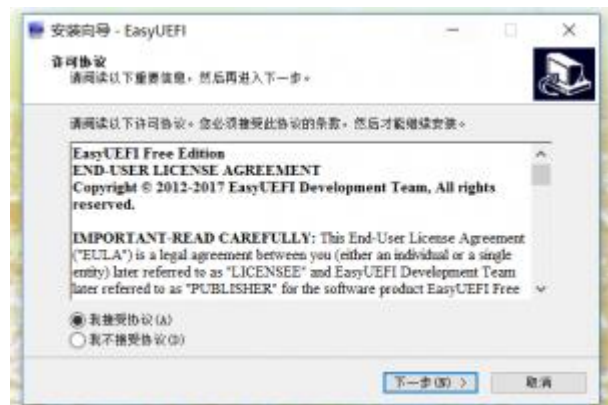 安装向导 - EasyUEFI
许可协议
请阅读以下重要信息，然后再进入下一步。
请阅读以下许可协议。您必须接受此协议的条款，然后才能继续安装。
EasyUEFI Free Edition
END-USER LICENSE AGREEMENT
Copyright © 2012-2017 EasyUEFI Development Team, All rights
reserved.
IMPORTANT-READ CAREFULLY: This End-User License Agreement
("EULA") is a legal agreement between you (either an individual or a single
entity) later referred to as "LICENSEE" and EasyUEFI Development Team
later referred to as "PUBLISHER" for the software product EasyUEFI Free
我接受协议(A)
我不接受协议(D)
下一步(N) >
取消